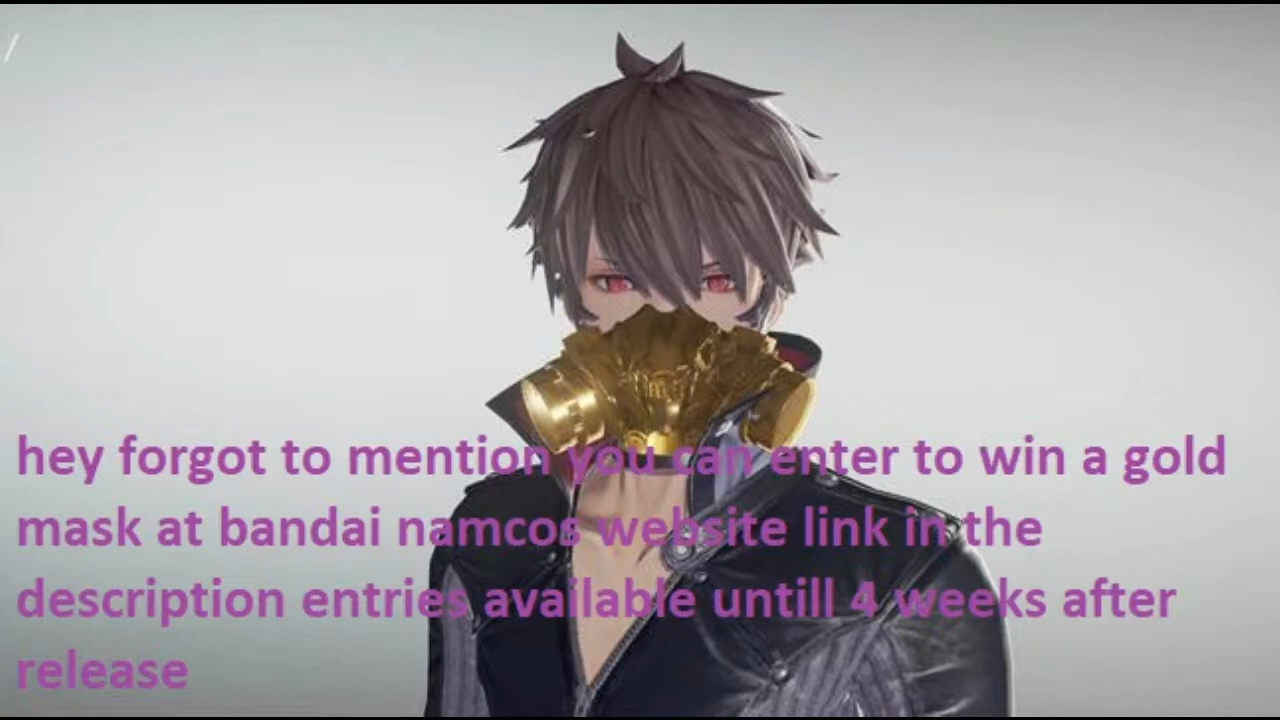 hey forgot to mention you can enter to win a gold
mask at bandai namcos website link in the
description entries available untill 4 weeks after
release